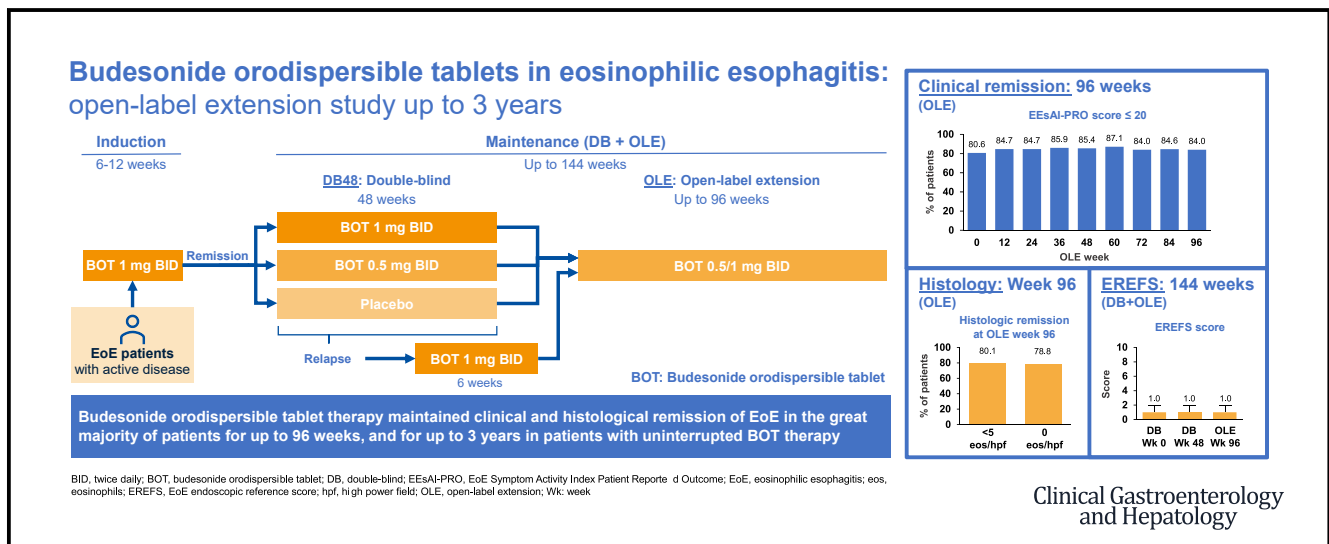 Budesonide orodispersible tablets in eosinophilic esophagitis:
open-label extension study up to 3 years
Induction
6-12 weeks
Maintenance (DB + OLE)
Up to 144 weeks
DB48: Double-blind
48 weeks
OLE: Open-label extension
Up to 96 weeks
BOT 1 mg BID
Remission
BOT 1 mg BID
BOT 0.5 mg BID
Placebo
BOT 0.5/1 mg BID
EoE patients
with active disease
Relapse
BOT 1 mg BID
6 weeks
BOT: Budesonide orodispersible tablet
Budesonide orodispersible tablet therapy maintained clinical and histological remission of EoE in the great
majority of patients for up to 96 weeks, and for up to 3 years in patients with uninterrupted BOT therapy
Clinical remission: 96 weeks
(OLE)
EEsAI-PRO score ≤ 20
% of patients
100
80
60
40
20
0
80.6 84.7 84.7 85.9 85.4 87.1 84.0 84.6 84.0
0 12 24 36 48 60 72 84 96
OLE week
Histology: Week 96
(OLE)
Histologic remission
at OLE week 96
% of patients
100
80
60
40
20
0
80.1 78.8
<5 0
eos/hpf eos/hpf
EREFS: 144 weeks
(DB+OLE)
EREFS score
Score
10
8
6
4
2
0
1.0 1.0 1.0
DB DB OLE
Wk 0 Wk 48 Wk 96
BID, twice daily; BOT, budesonide orodispersible tablet; DB, double-blind; EEsAI-PRO, EoE Symptom Activity Index Patient Reporte d Outcome; EoE, eosinophilic esophagitis; eos,
eosinophils; EREFS, EoE endoscopic reference score; hpf, high power field; OLE, open-label extension; Wk: week
Clinical Gastroenterology
and Hepatology